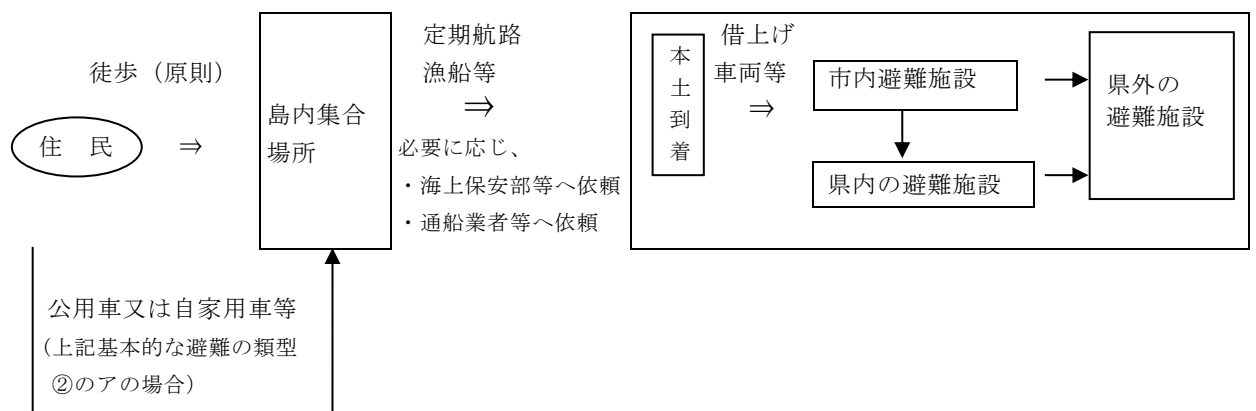 徒歩（原則）
住　民
⇒
島内集合
場所
定期航路
漁船等
⇒
必要に応じ、
・海上保安部等へ依頼
・通船業者等へ依頼
本
土
到
着
借上げ
車両等
⇒
市内避難施設
県内の避難施設
県外の
避難施設
公用車又は自家用車等
(上記基本的な避難の類型
②のアの場合)